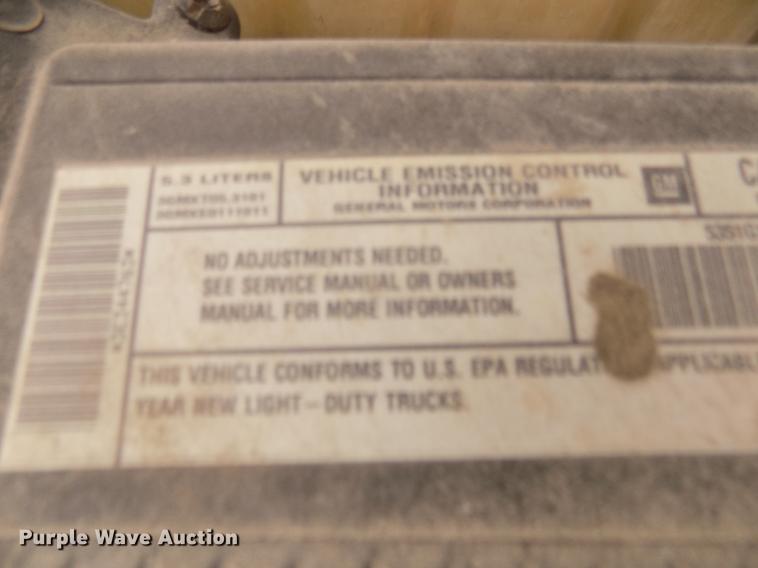 5.3 LITERS
VEHICLE EMISSION CONTROL
INFORMATION
GENERAL MOTORS CORPORATION
GM
NO ADJUSTMENTS NEEDED.
SEE SERVICE MANUAL OR OWNERS
MANUAL FOR MORE INFORMATION.
THIS VEHICLE CONFORMS TO U.S. EPA
YEAR NEW LIGHT-DUTY TRUCKS.
Purple Wave Auction